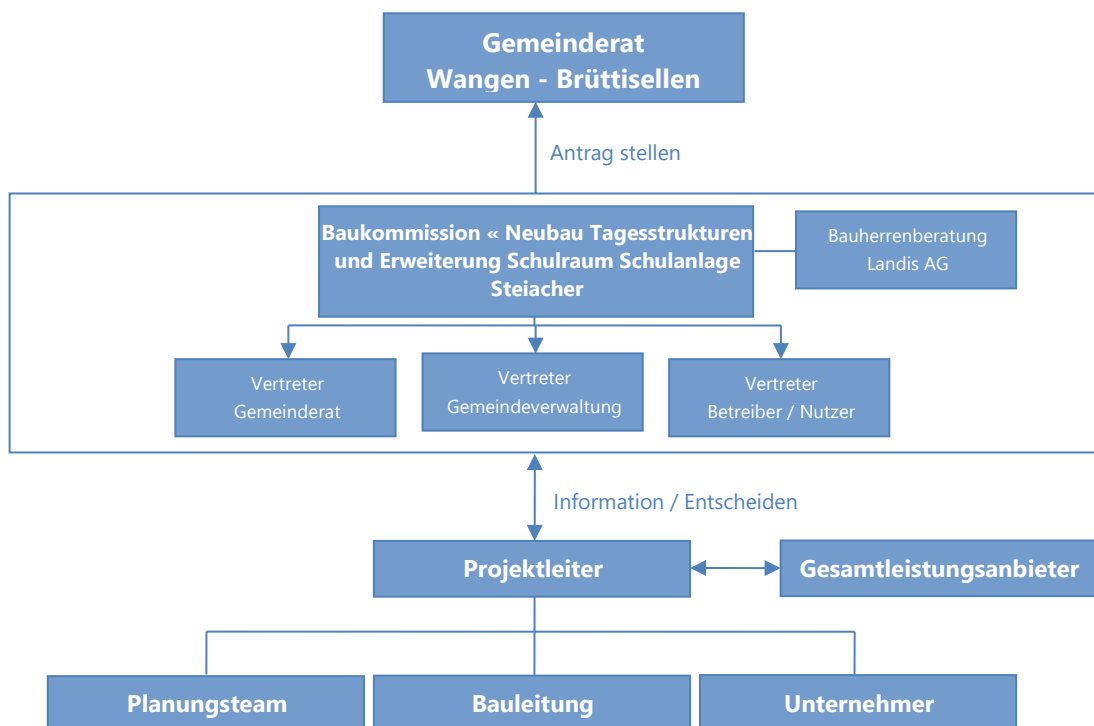 Gemeinderat
Wangen - Brüttisellen
Antrag stellen
Baukommission « Neubau Tagesstrukturen
und Erweiterung Schulraum Schulanlage
Steiacher
Bauherrenberatung
Landis AG
Vertreter
Gemeinderat
Vertreter
Gemeindeverwaltung
Vertreter
Betreiber / Nutzer
Information / Entscheiden
Projektleiter
Gesamtleistungsanbieter
Planungsteam
Bauleitung
Unternehmer